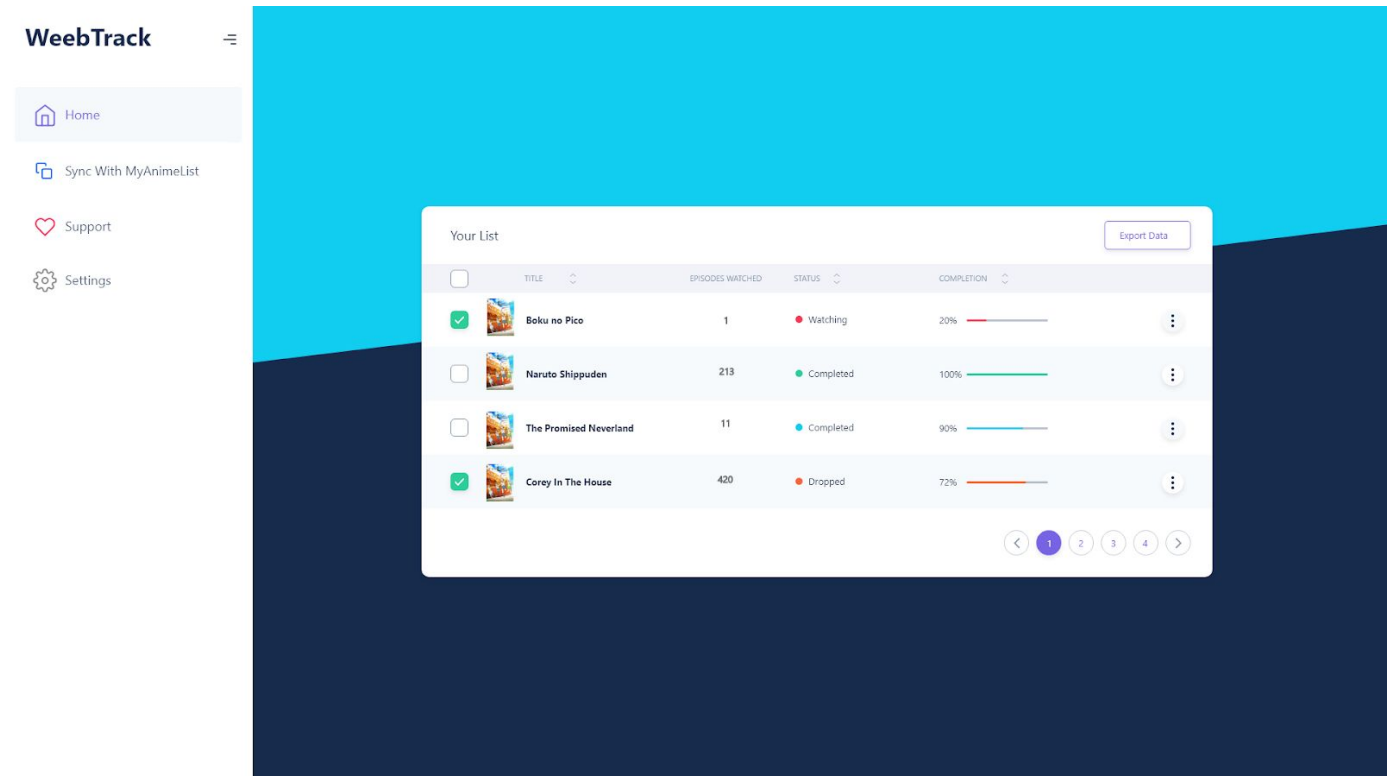 WeebTrack
Home
Sync With MyAnimeList
Support
Settings
Your List
Export Data
TITLE EPISODES WATCHED STATUS COMPLETION
Boku no Pico 1 Watching 20%
Naruto Shippuden 213 Completed 100%
The Promised Neverland 11 Completed 90%
Corey In The House 420 Dropped 72%
1 2 3 4